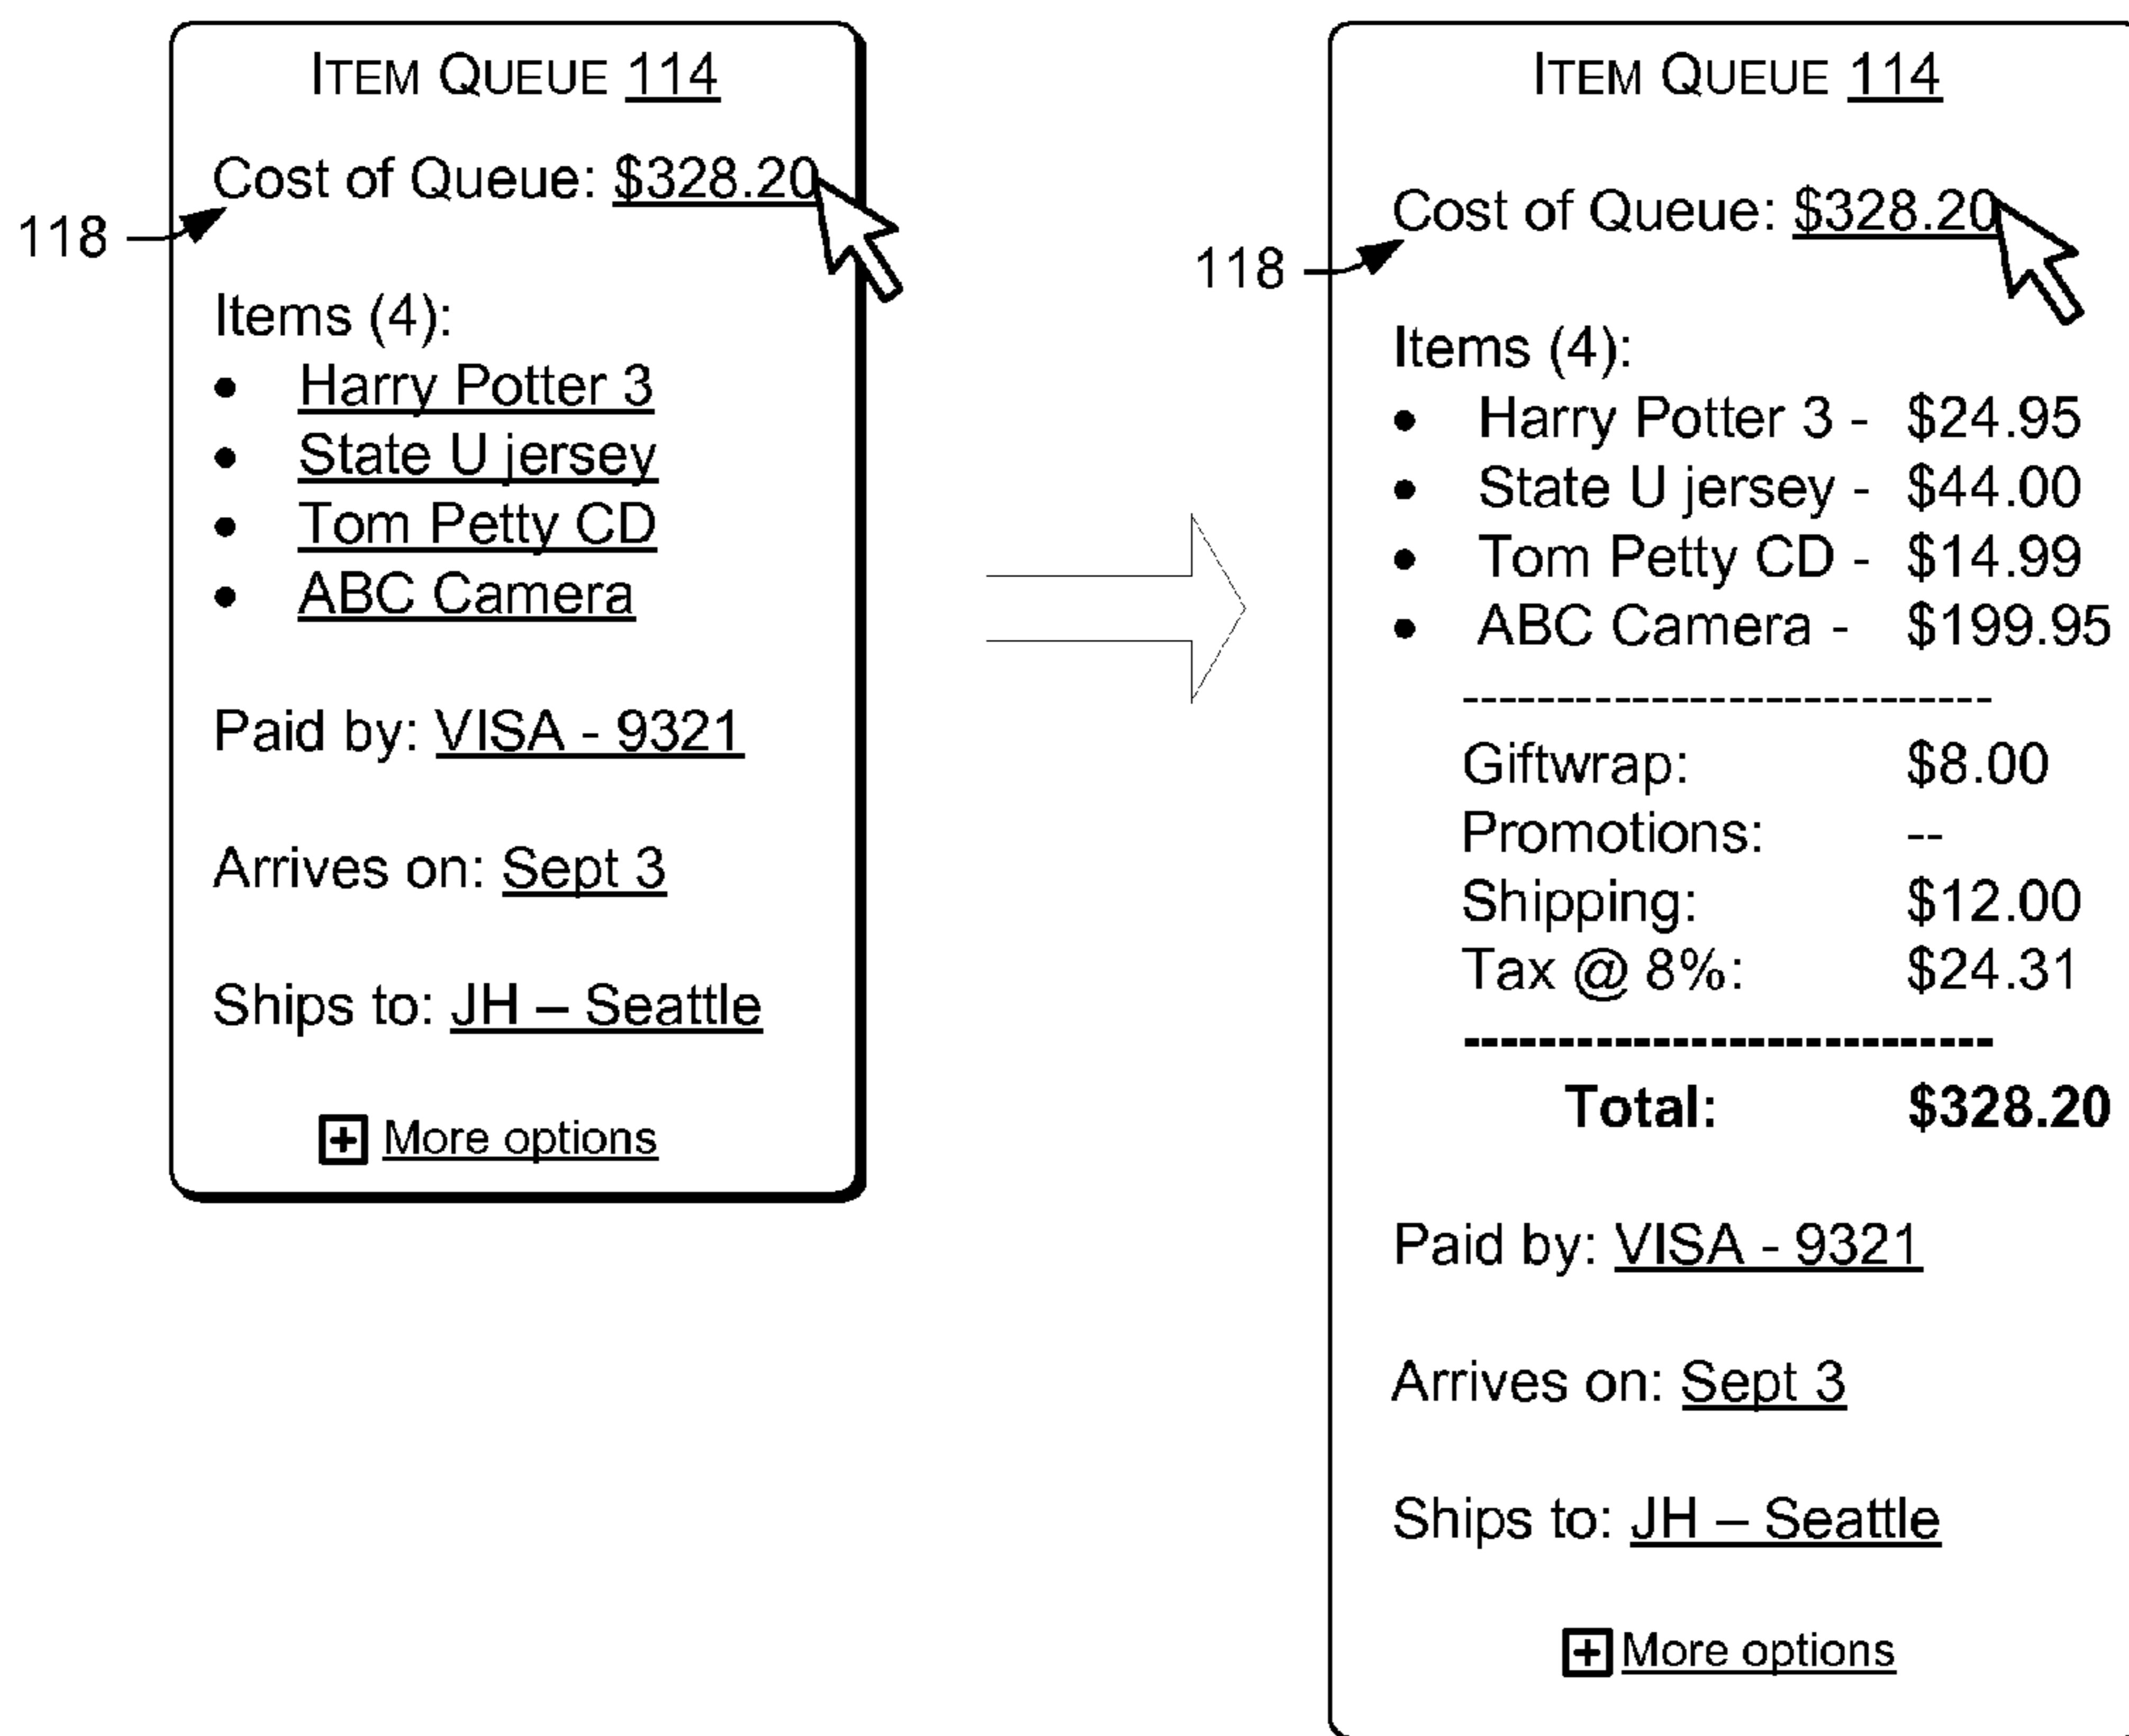 ITEM QUEUE 114
Cost of Queue: $328.20
118
Items (4):
• Harry Potter 3
• State U jersey
• Tom Petty CD
• ABC Camera
Paid by: VISA - 9321
Arrives on: Sept 3
Ships to: JH – Seattle
More options
ITEM QUEUE 114
Cost of Queue: $328.20
118
Items (4):
• Harry Potter 3 - $24.95
• State U jersey - $44.00
• Tom Petty CD - $14.99
• ABC Camera - $199.95
-----------------------------
Giftwrap: $8.00
Promotions: --
Shipping: $12.00
Tax @ 8%: $24.31
-----------------------------
Total: $328.20
Paid by: VISA - 9321
Arrives on: Sept 3
Ships to: JH – Seattle
More options